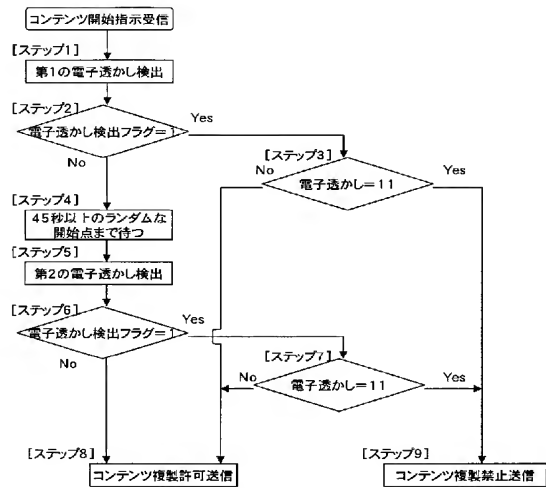 コンテンツ開始指示受信
[ステップ1]
第1の電子透かし検出
[ステップ2]
電子透かし検出フラグ=1
Yes
No
[ステップ3]
電子透かし=11
No
Yes
[ステップ4]
45秒以上のランダムな
開始点まで待つ
[ステップ5]
第2の電子透かし検出
[ステップ6]
電子透かし検出フラグ=1
Yes
No
[ステップ7]
電子透かし=11
No
Yes
[ステップ8]
コンテンツ複製許可送信
[ステップ9]
コンテンツ複製禁止送信